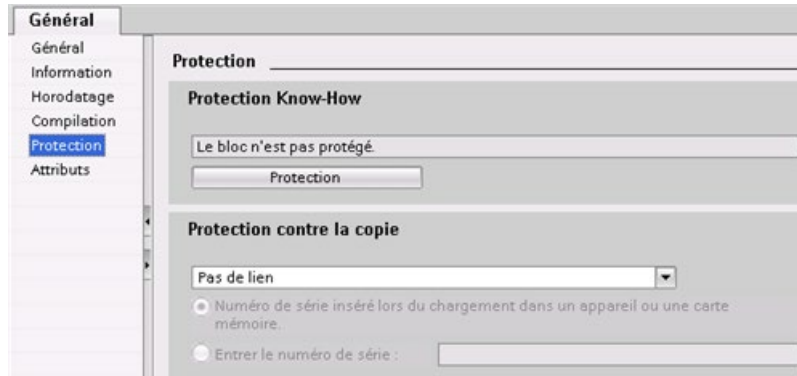 Général
Général
Information
Horodatage
Compilation
Protection
Attributs
Protection
Protection Know-How
Le bloc n'est pas protégé.
Protection
Protection contre la copie
Pas de lien
Numéro de série inséré lors du chargement dans un appareil ou une carte
mémoire.
Entrer le numéro de série :